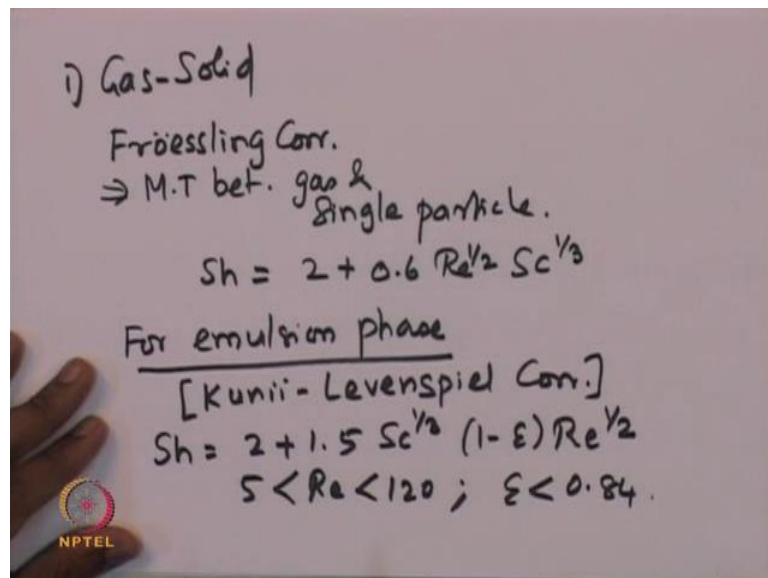 i) Gas-Solid
Fröessling Corr.
⇒ M.T bet. gas &
Single particle.
Sh = 2 + 0.6 Re^1/2 Sc^1/3
For emulsion phase
[Kunii-Levenspiel Corr.]
Sh = 2 + 1.5 Sc^1/3 (1-ε) Re^1/2
5 < Re < 120 ; ε < 0.84.
NPTEL